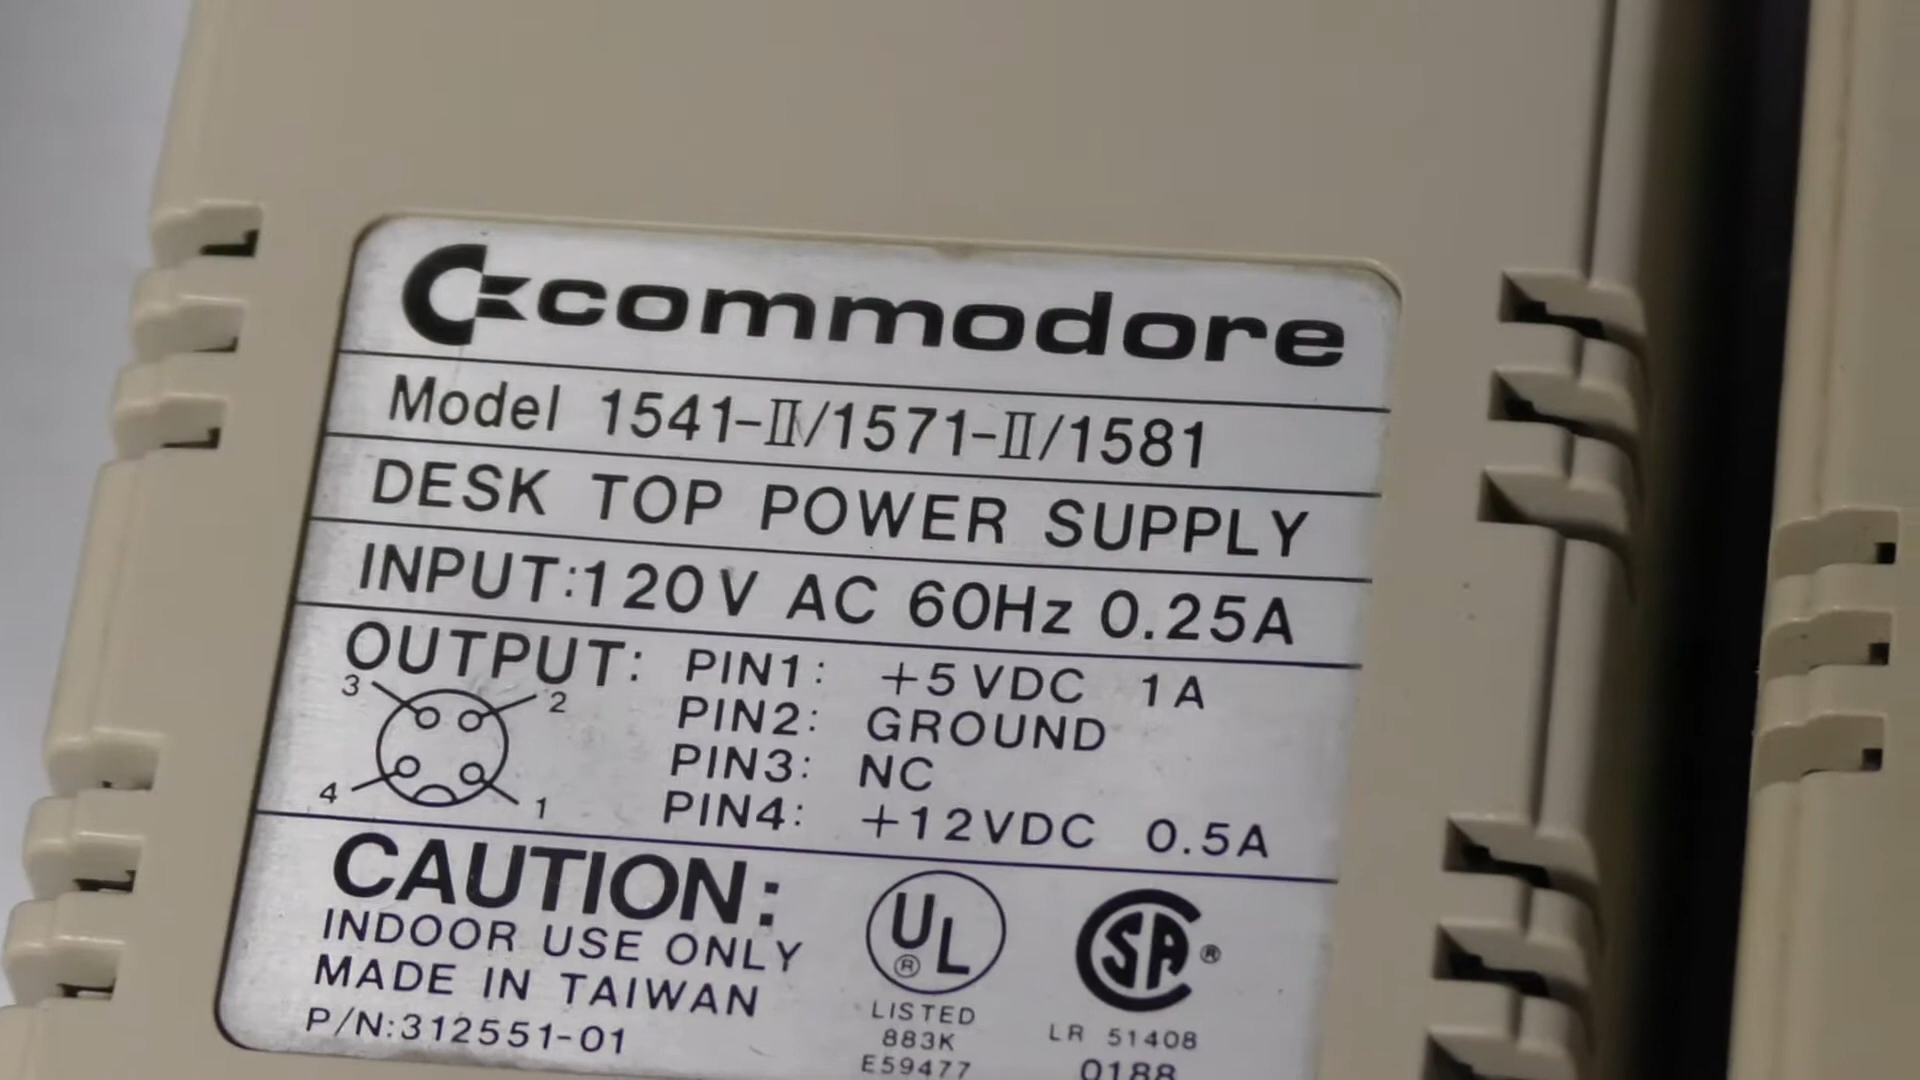 commodore
Model 1541-II/1571-II/1581
DESK TOP POWER SUPPLY
INPUT:120V AC 60Hz 0.25A
OUTPUT: PIN1: +5VDC 1A
PIN2: GROUND
PIN3: NC
PIN4: +12VDC 0.5A
3 2
4 1
CAUTION:
INDOOR USE ONLY
MADE IN TAIWAN
P/N:312551-01
UL
®
LISTED
883K
E59477
SA ®
LR 51408
0188